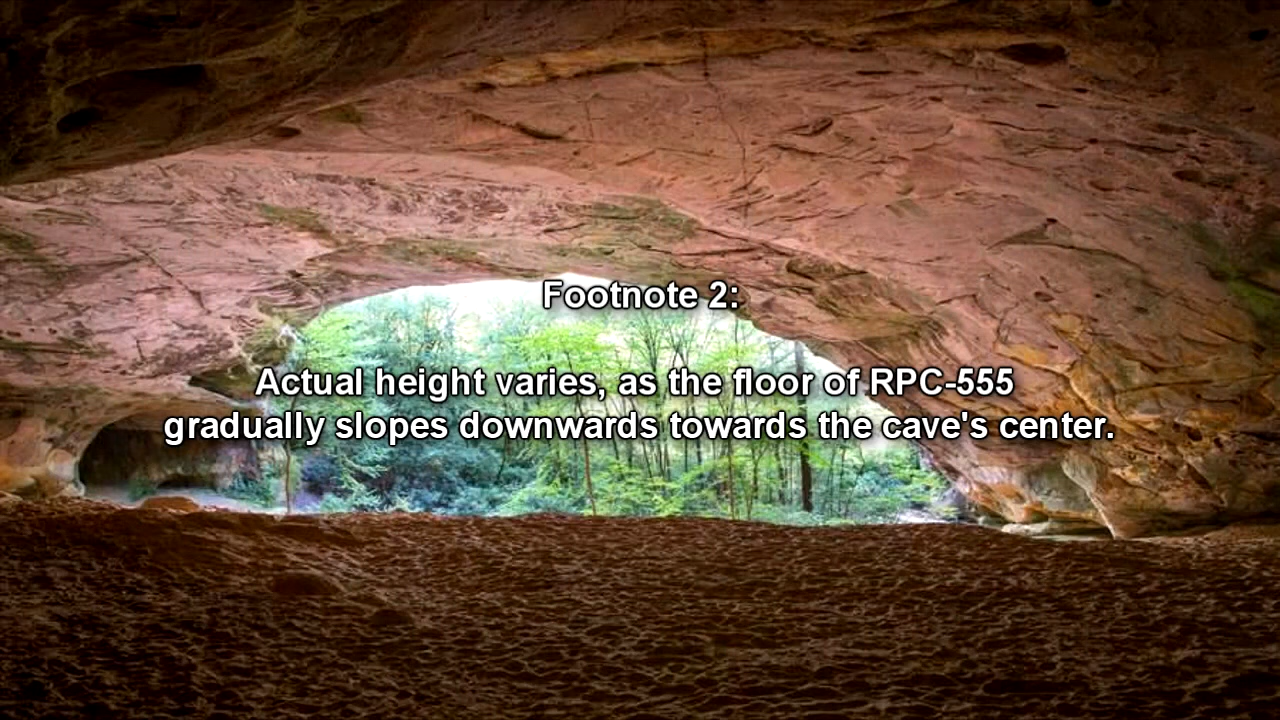 Footnote 2:
Actual height varies, as the floor of RPC-555
gradually slopes downwards towards the cave's center.